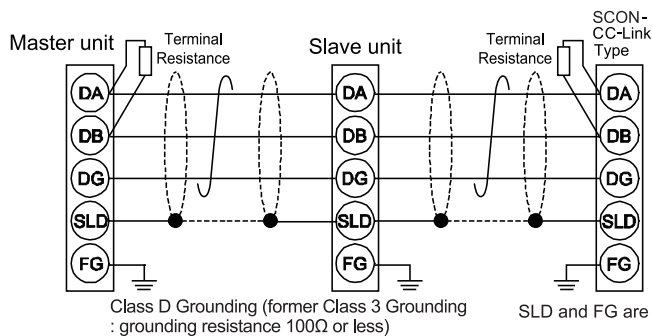 SCON-
CC-Link
Type
Master unit
Terminal
Resistance
Slave unit
Terminal
Resistance
DA
DA
DA
DB
DB
DB
DG
DG
DG
SLD
SLD
SLD
FG
FG
FG
Class D Grounding (former Class 3 Grounding
: grounding resistance 100Ω or less)
SLD and FG are